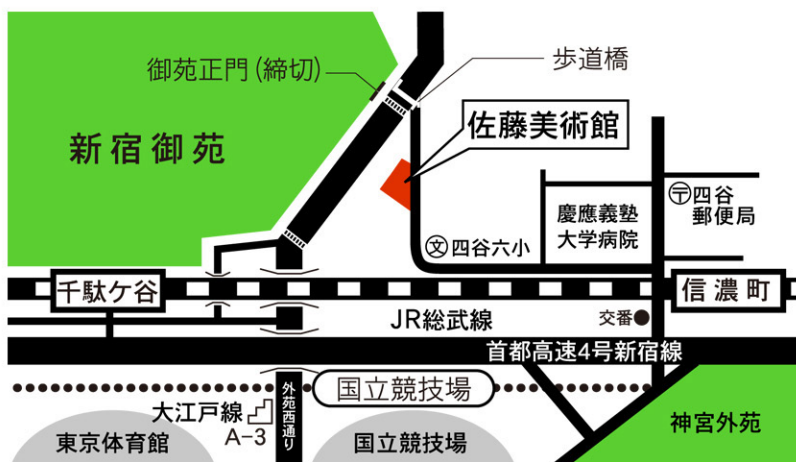 御苑正門(締切)
歩道橋
新宿御苑
佐藤美術館
慶應義塾
大学病院
〒四谷
郵便局
文 四谷六小
千駄ケ谷
信濃町
JR総武線
交番
首都高速4号新宿線
国立競技場
大江戸線
A-3
外苑西通り
東京体育館
国立競技場
神宮外苑